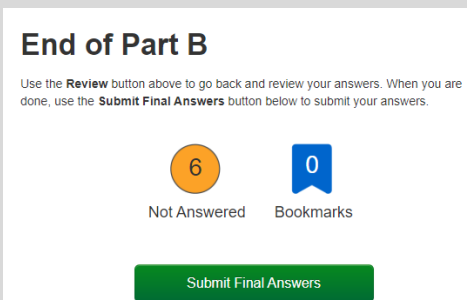 End of Part B
Use the Review button above to go back and review your answers. When you are
done, use the Submit Final Answers button below to submit your answers.
6
0
Not Answered
Bookmarks
Submit Final Answers